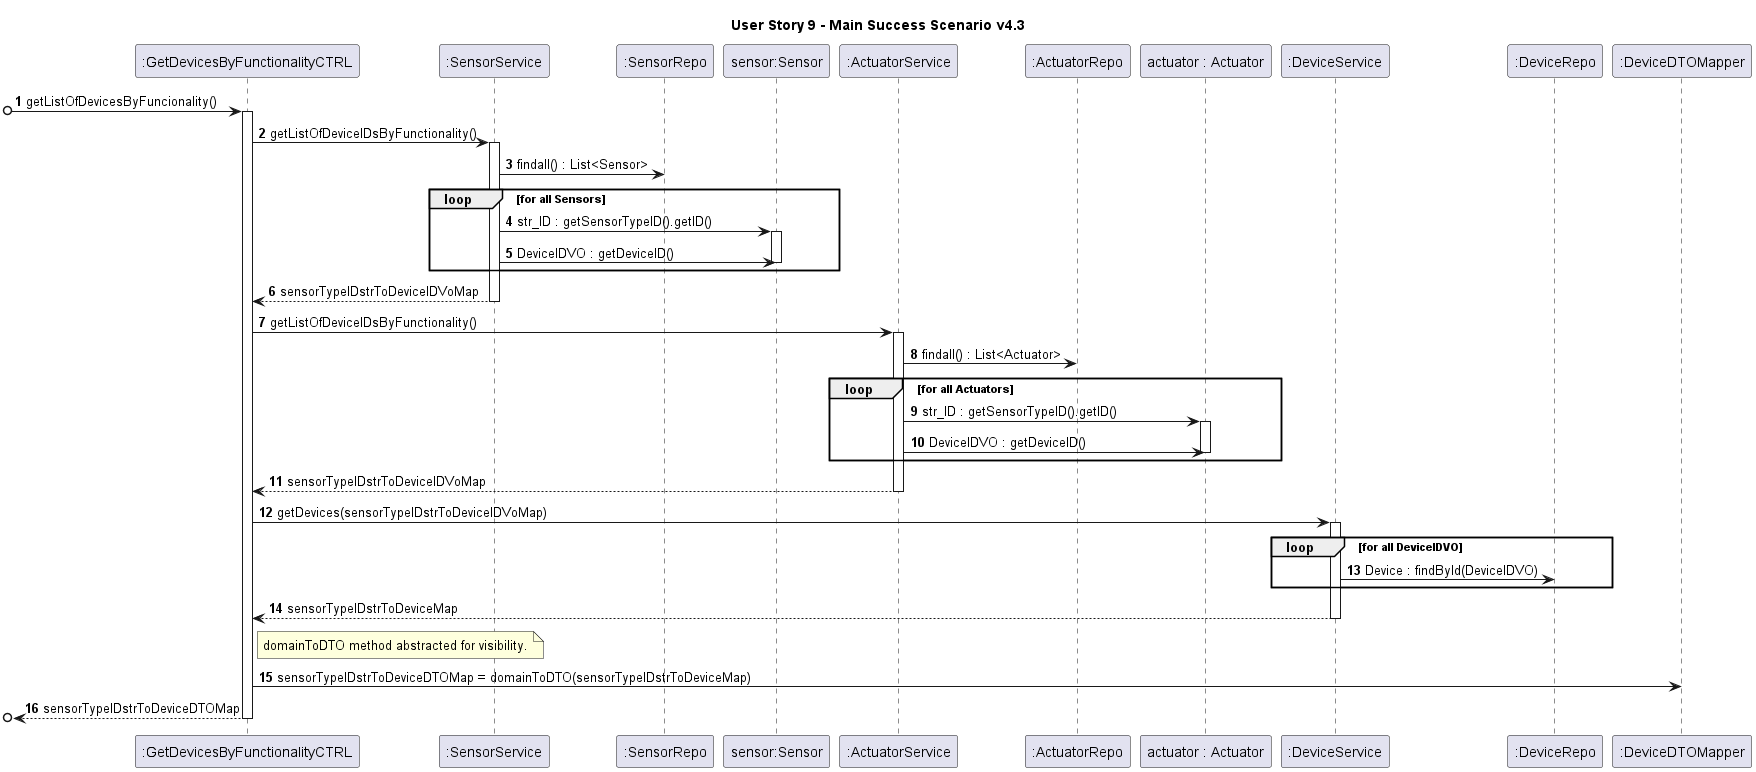 User Story 9 - Main Success Scenario v4.3
:GetDevicesByFunctionalityCTRL :SensorService :SensorRepo sensor:Sensor :ActuatorService :ActuatorRepo actuator : Actuator :DeviceService :DeviceRepo :DeviceDTOMapper
1 getListOfDevicesByFuncionality()
2 getListOfDeviceIDsByFunctionality()
3 findall() : List<Sensor>
loop [for all Sensors]
4 str_ID : getSensorTypeID().getID()
5 DeviceIDVO : getDeviceID()
6 sensorTypeIDstrToDeviceIDVoMap
7 getListOfDeviceIDsByFunctionality()
8 findall() : List<Actuator>
loop [for all Actuators]
9 str_ID : getSensorTypeID().getID()
10 DeviceIDVO : getDeviceID()
11 sensorTypeIDstrToDeviceIDVoMap
12 getDevices(sensorTypeIDstrToDeviceIDVoMap)
loop [for all DeviceIDVO]
13 Device : findById(DeviceIDVO)
14 sensorTypeIDstrToDeviceMap
domainToDTO method abstracted for visibility.
15 sensorTypeIDstrToDeviceDTOMap = domainToDTO(sensorTypeIDstrToDeviceMap)
16 sensorTypeIDstrToDeviceDTOMap
:GetDevicesByFunctionalityCTRL :SensorService :SensorRepo sensor:Sensor :ActuatorService :ActuatorRepo actuator : Actuator :DeviceService :DeviceRepo :DeviceDTOMapper